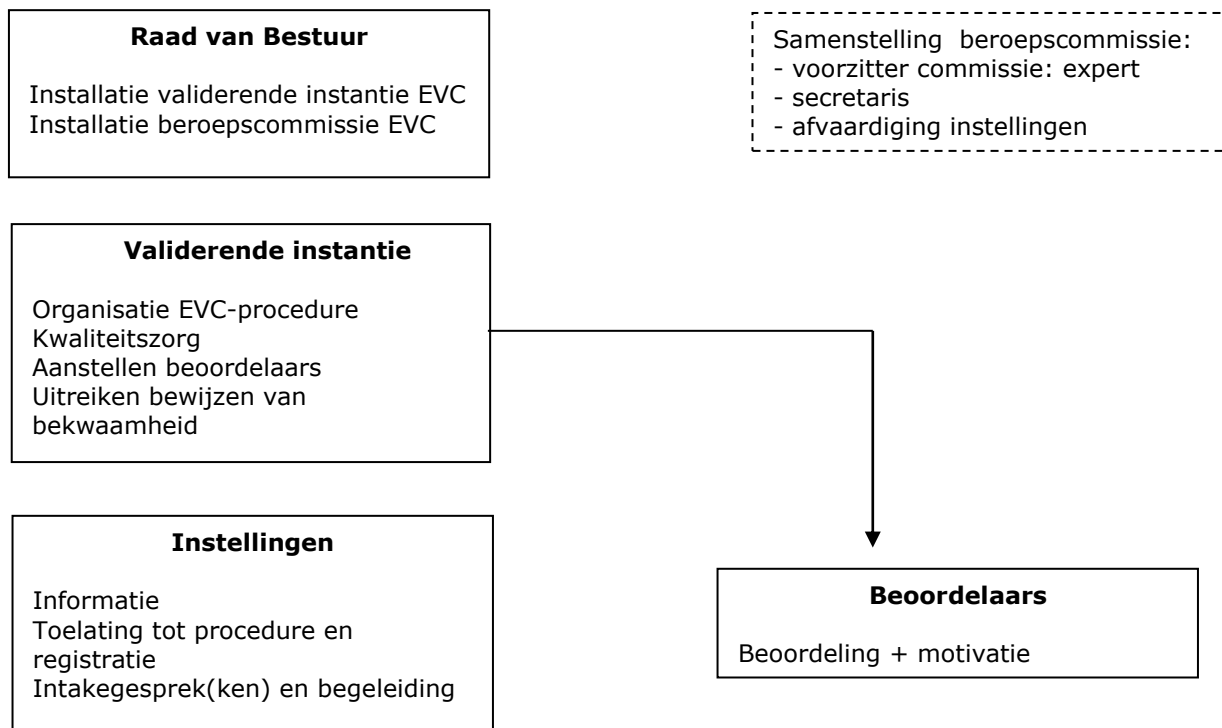 Raad van Bestuur
Installatie validerende instantie EVC
Installatie beroepscommissie EVC
Samenstelling beroepscommissie:
- voorzitter commissie: expert
- secretaris
- afvaardiging instellingen
Validerende instantie
Organisatie EVC-procedure
Kwaliteitszorg
Aanstellen beoordelaars
Uitreiken bewijzen van
bekwaamheid
Instellingen
Informatie
Toelating tot procedure en
registratie
Intakegesprek(ken) en begeleiding
Beoordelaars
Beoordeling + motivatie